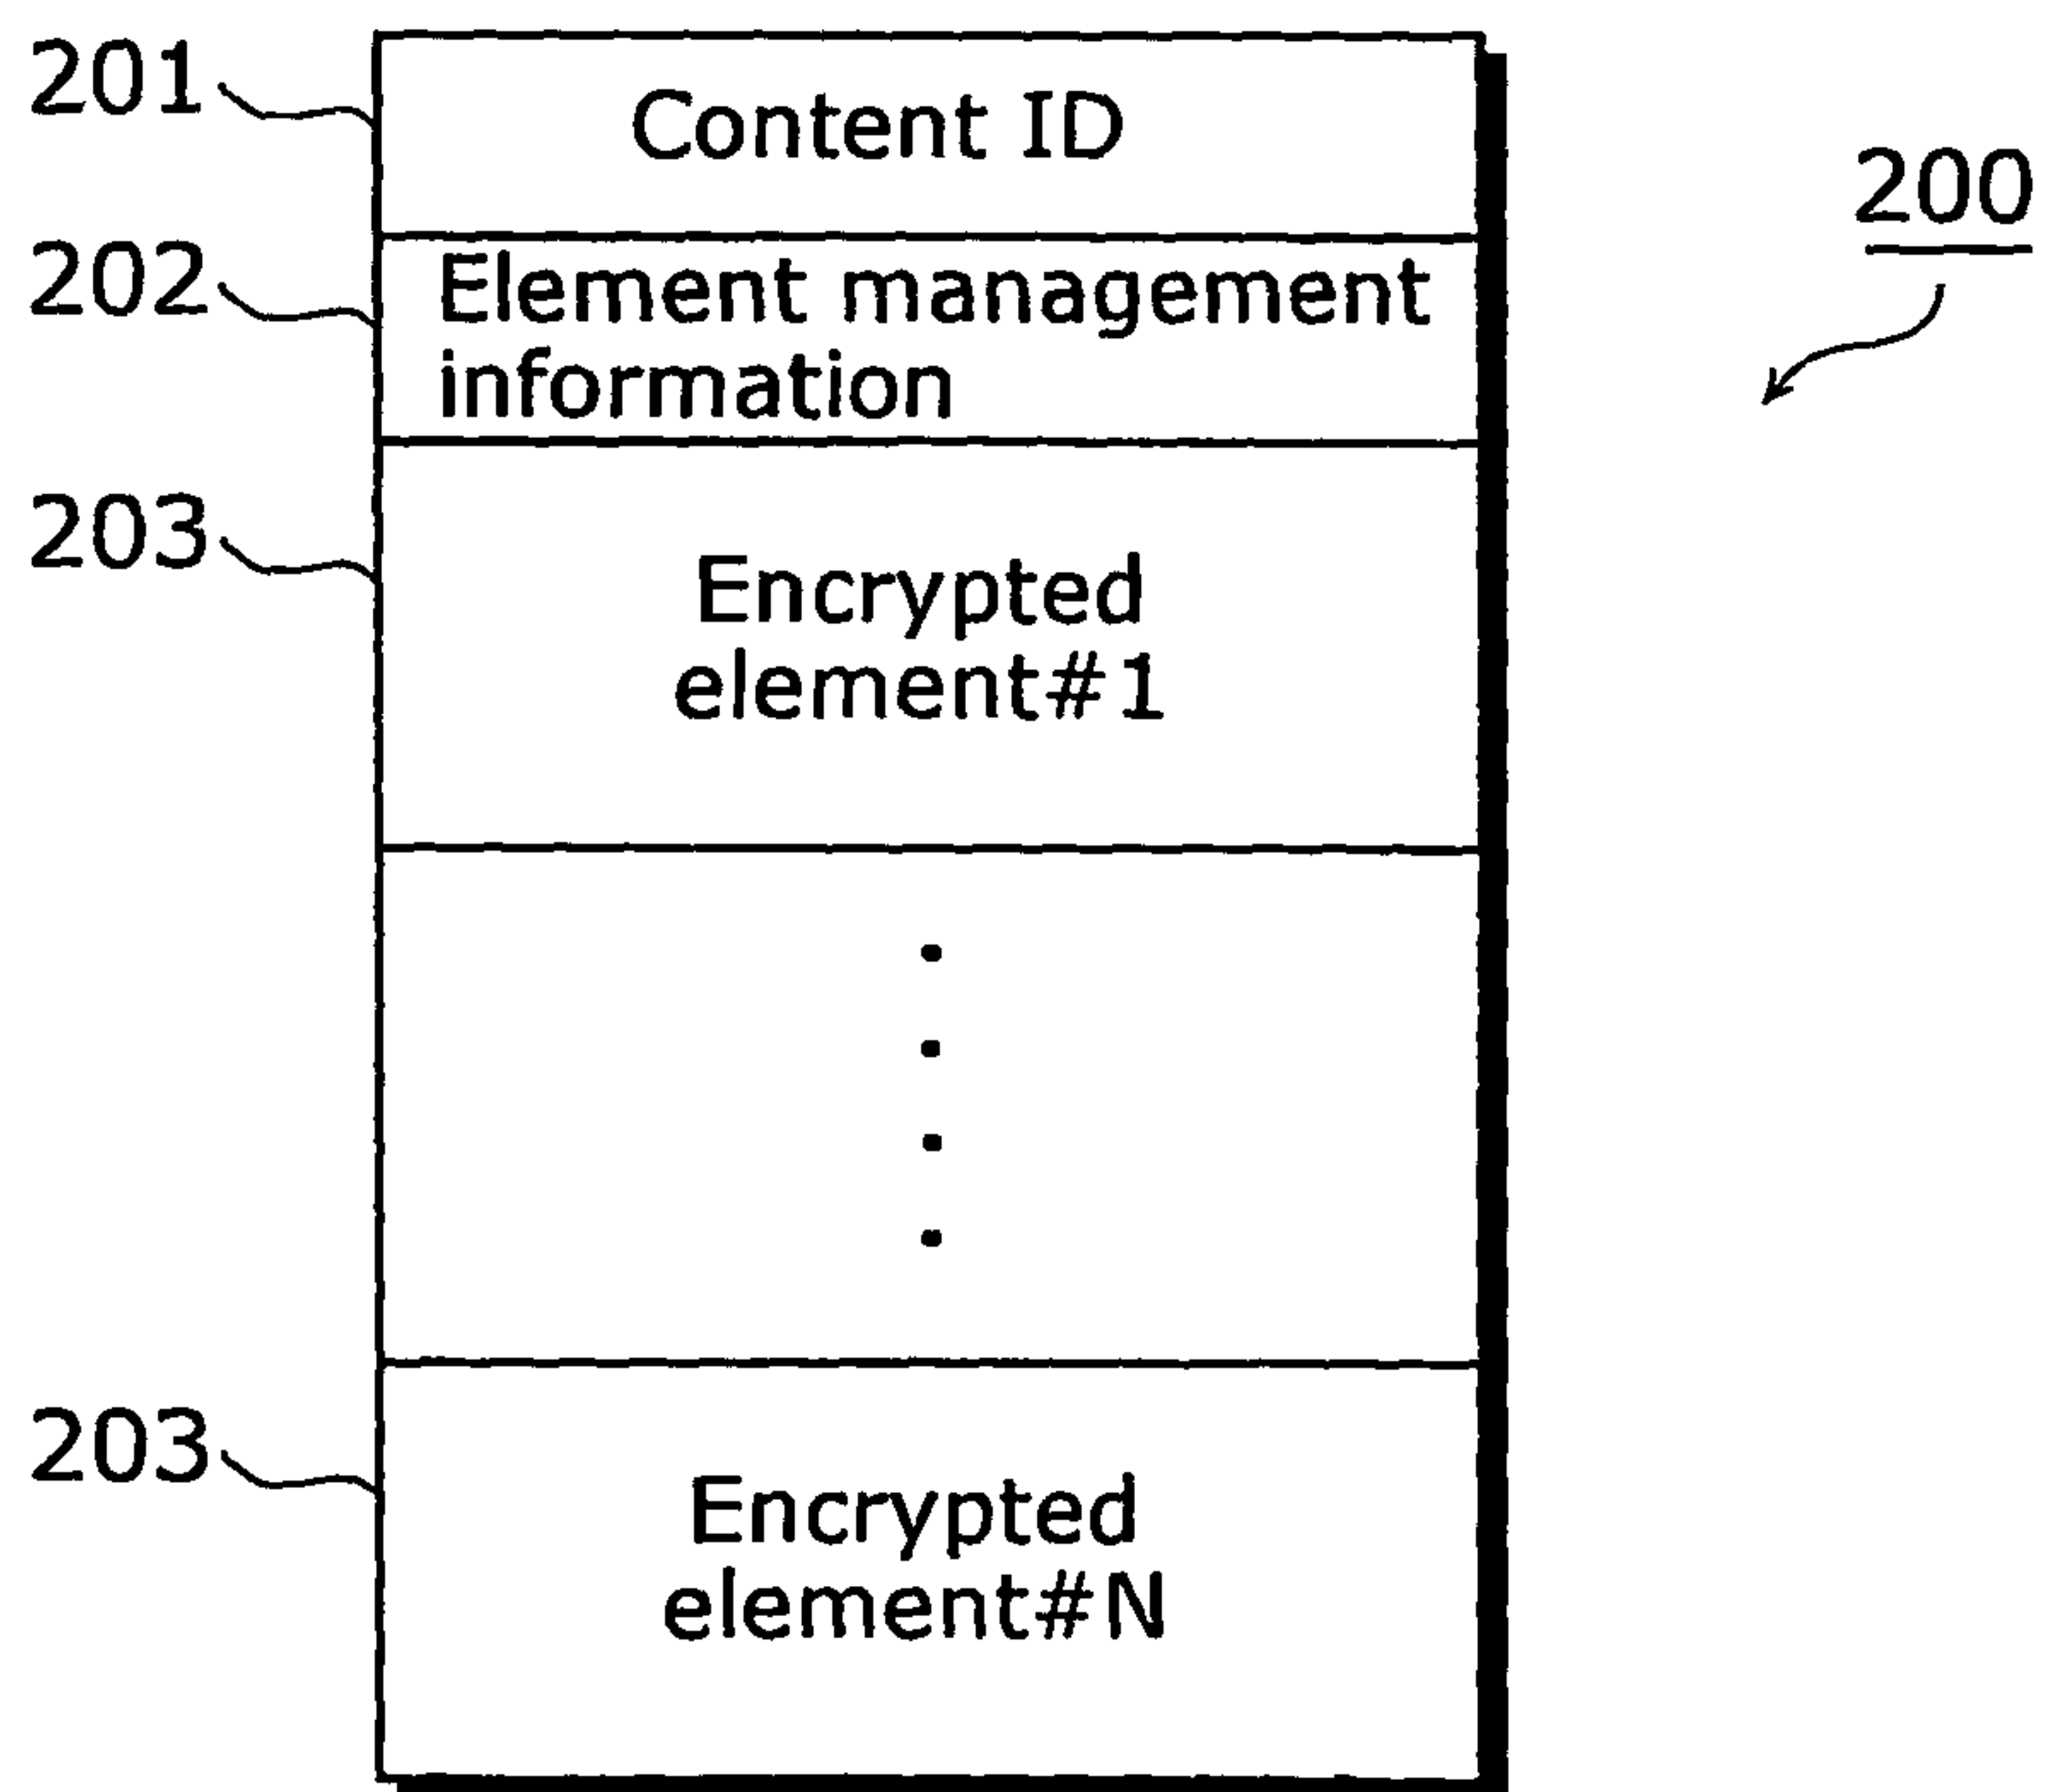 201
Content ID
200
202
Element management
information
203
Encrypted
element#1
203
Encrypted
element#N